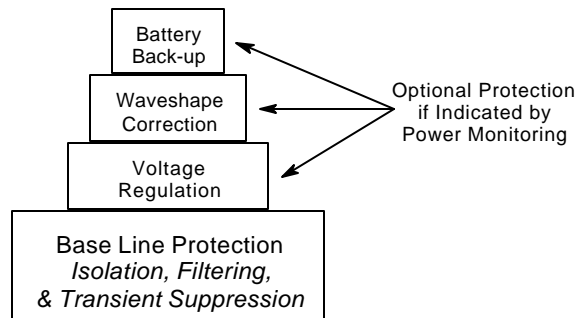 Battery
Back-up
Waveshape
Correction
Optional Protection
if Indicated by
Power Monitoring
Voltage
Regulation
Base Line Protection
Isolation, Filtering,
& Transient Suppression